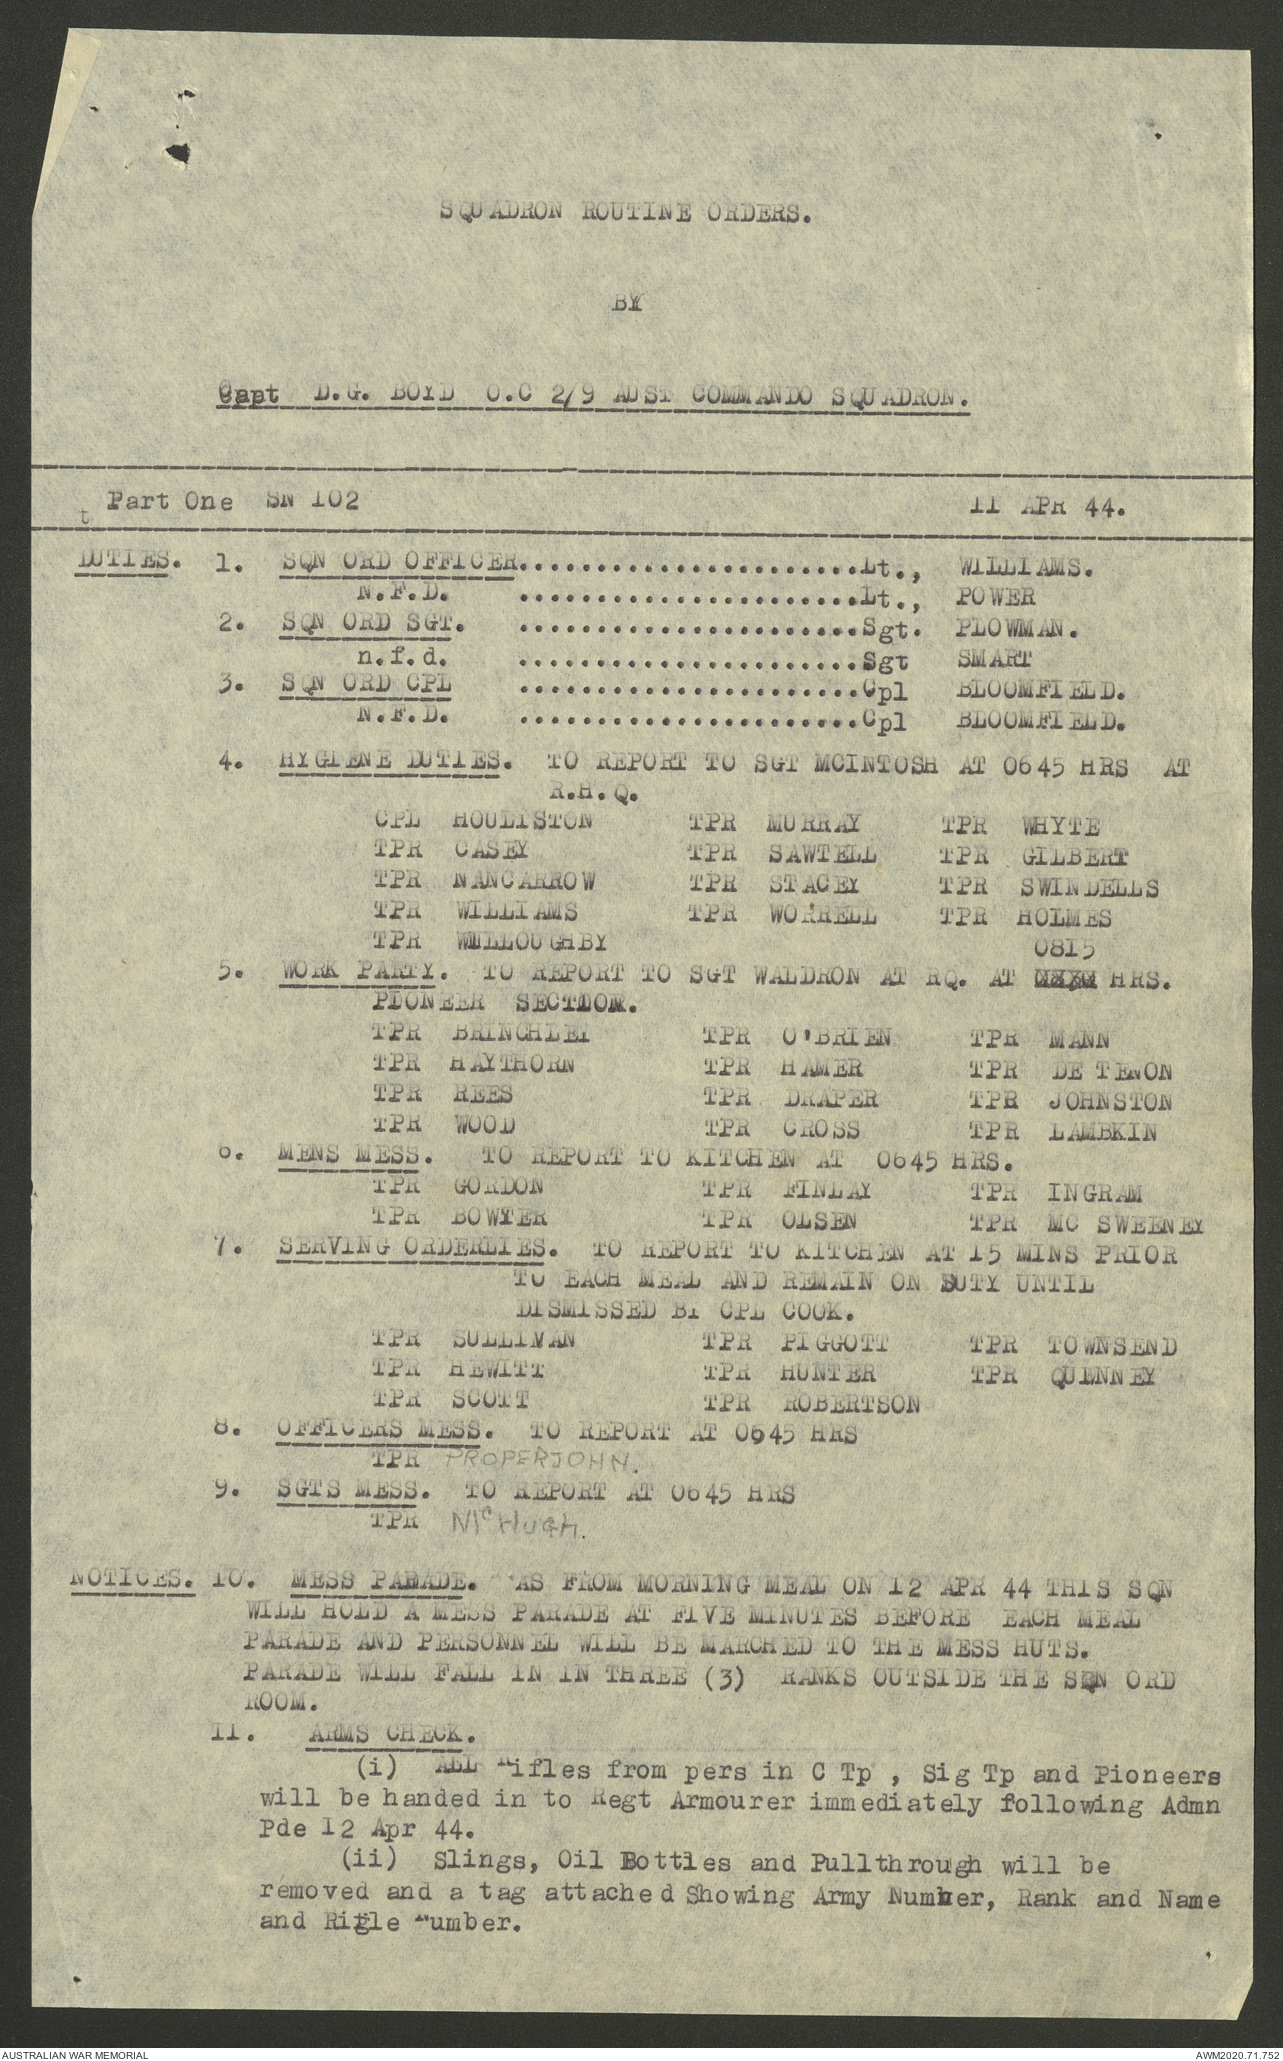 SQUADRON ROUTINE ORDERS.
BY
Capt D.G. BOYD O.C 2/9 AUST COMMANDO SQUADRON.
Part One SN 102 11 APR 44.
t
DUTIES. 1. SQN ORD OFFICER......................Lt., WILLIAMS.
N.F.D. ......................Lt., POWER
2. SQN ORD SGT. ......................Sgt. PLOWMAN.
n.f.d. ......................Sgt SMART
3. SQN ORD CPL ......................Cpl BLOOMFIELD.
N.F.D. ......................Cpl BLOOMFIELD.
4. HYGIENE DUTIES. TO REPORT TO SGT MCINTOSH AT 0645 HRS AT
R.H.Q.
CPL HOULISTON TPR MURRAY TPR WHYTE
TPR CASEY TPR SAWTELL TPR GILBERT
TPR NANCARROW TPR STACEY TPR SWINDELLS
TPR WILLIAMS TPR WORRELL TPR HOLMES
TPR WILLOUGHBY 0815
5. WORK PARTY. TO REPORT TO SGT WALDRON AT RQ. AT HRS.
PIONEER SECTION.
TPR BRINCHLEY TPR O'BRIEN TPR MANN
TPR HAYTHORN TPR HAMER TPR DE TENON
TPR REES TPR DRAPER TPR JOHNSTON
TPR WOOD TPR CROSS TPR LAMBKIN
6. MENS MESS. TO REPORT TO KITCHEN AT 0645 HRS.
TPR GORDON TPR FINLAY TPR INGRAM
TPR BOWYER TPR OLSEN TPR MC SWEENEY
7. SERVING ORDERLIES. TO REPORT TO KITCHEN AT 15 MINS PRIOR
TO EACH MEAL AND REMAIN ON DUTY UNTIL
DISMISSED BY CPL COOK.
TPR SULLIVAN TPR PIGGOTT TPR TOWNSEND
TPR HEWITT TPR HUNTER TPR QUENNEY
TPR SCOTT TPR ROBERTSON
8. OFFICERS MESS. TO REPORT AT 0645 HRS
TPR PROPERJOHN.
9. SGTS MESS. TO REPORT AT 0645 HRS
TPR McHUGH.
NOTICES. 10. MESS PARADE. AS FROM MORNING MEAL ON 12 APR 44 THIS SQN
WILL HOLD A MESS PARADE AT FIVE MINUTES BEFORE EACH MEAL
PARADE AND PERSONNEL WILL BE MARCHED TO THE MESS HUTS.
PARADE WILL FALL IN IN THREE (3) RANKS OUTSIDE THE SQN ORD
ROOM.
11. ARMS CHECK.
(i) ALL Rifles from pers in C Tp , Sig Tp and Pioneers
will be handed in to Regt Armourer immediately following Admn
Pde 12 Apr 44.
(ii) Slings, Oil Bottles and Pullthrough will be
removed and a tag attached Showing Army Number, Rank and Name
and Rifle Number.
AUSTRALIAN WAR MEMORIAL AWM2020.71.752